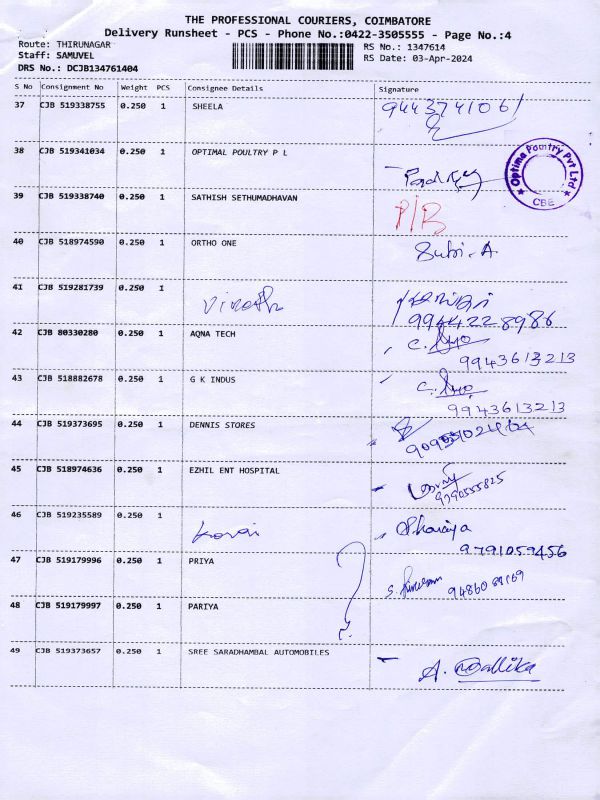 THE PROFESSIONAL COURIERS, COIMBATORE
Delivery Runsheet - PCS - Phone No.:0422-3505555 - Page No.:4
Route: THIRUNAGAR RS No.: 1347614
Staff: SAMUVEL RS Date: 03-Apr-2024
DRS No.: DCJB134761404
S No Consignment No Weight PCS Consignee Details Signature
37 CJB 519338755 0.250 1 SHEELA 9443741061
38 CJB 519341034 0.250 1 OPTIMAL POULTRY P L
Optima Poultry Pvt Ltd
CBE
39 CJB 519338740 0.250 1 SATHISH SETHUMADHAVAN P/B
40 CJB 518974590 0.250 1 ORTHO ONE Subi.A
41 CJB 519281739 0.250 1 Vinoth
9944228986
42 CJB 80330280 0.250 1 AQNA TECH C.
9943613213
43 CJB 518882678 0.250 1 G K INDUS C.
9943613213
44 CJB 519373695 0.250 1 DENNIS STORES
45 CJB 518974636 0.250 1 EZHIL ENT HOSPITAL
9790555825
46 CJB 519235589 0.250 1
9791059456
47 CJB 519179996 0.250 1 PRIYA
48 CJB 519179997 0.250 1 PARIYA ?
49 CJB 519373657 0.250 1 SREE SARADHAMBAL AUTOMOBILES A. Mallika